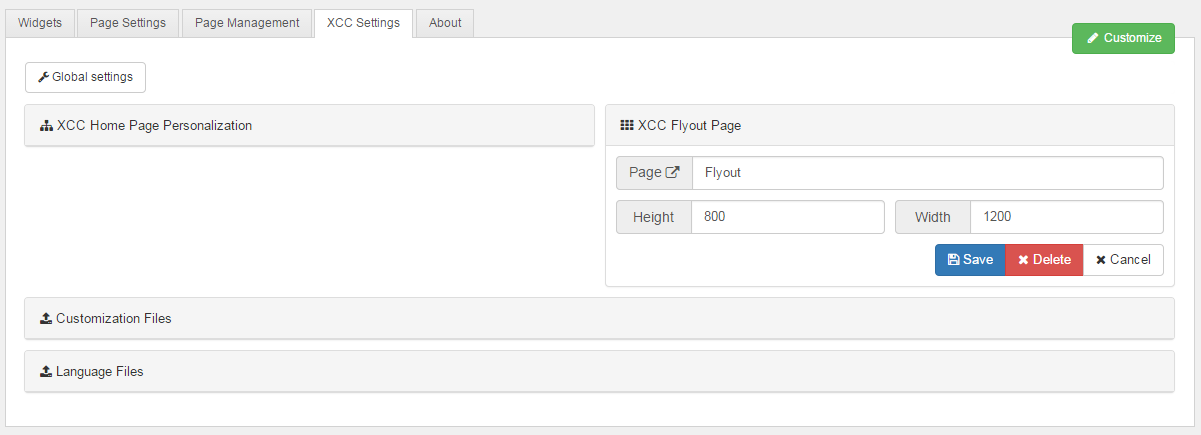 Widgets Page Settings Page Management XCC Settings About
Customize
Global settings
XCC Home Page Personalization
XCC Flyout Page
Page Flyout
Height 800 Width 1200
Save Delete Cancel
Customization Files
Language Files